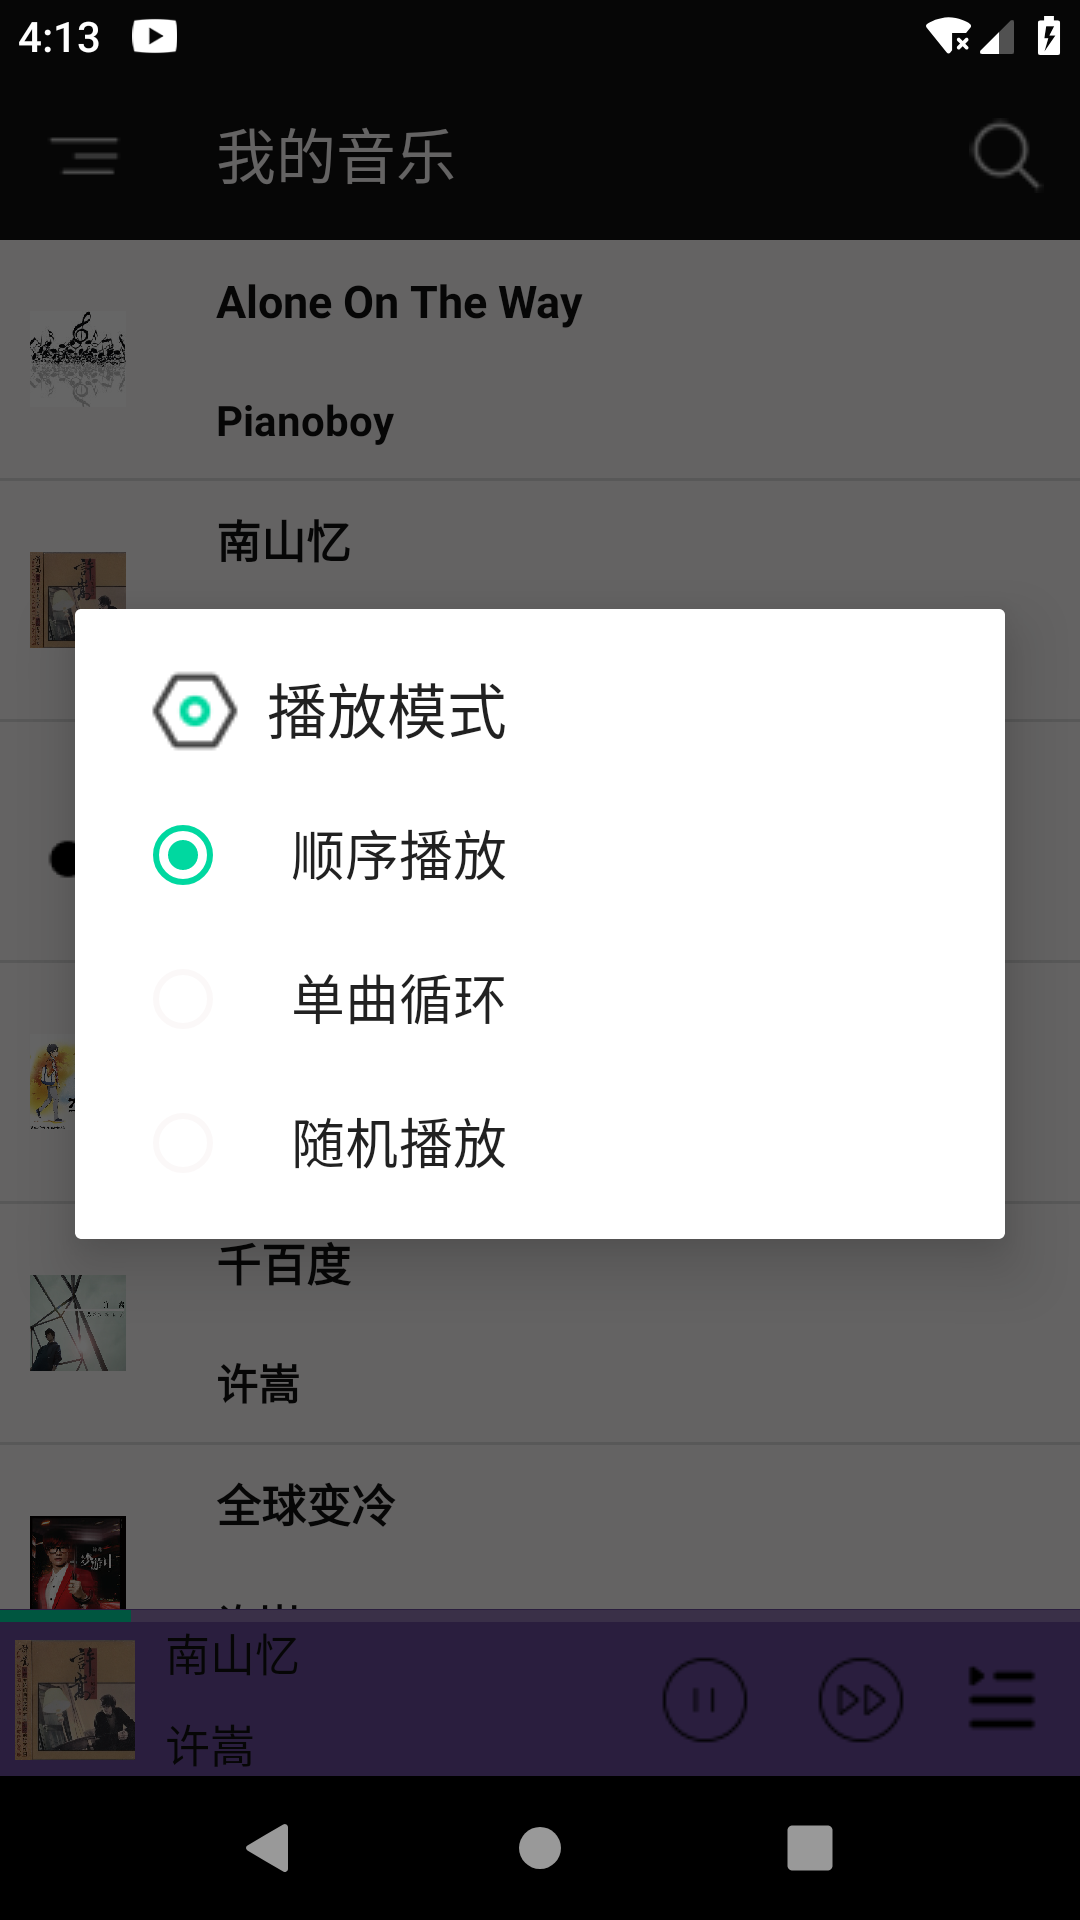 4:13
我的音乐
Alone On The Way
Pianoboy
南山忆
播放模式
顺序播放
单曲循环
随机播放
千百度
许嵩
全球变冷
南山忆
许嵩